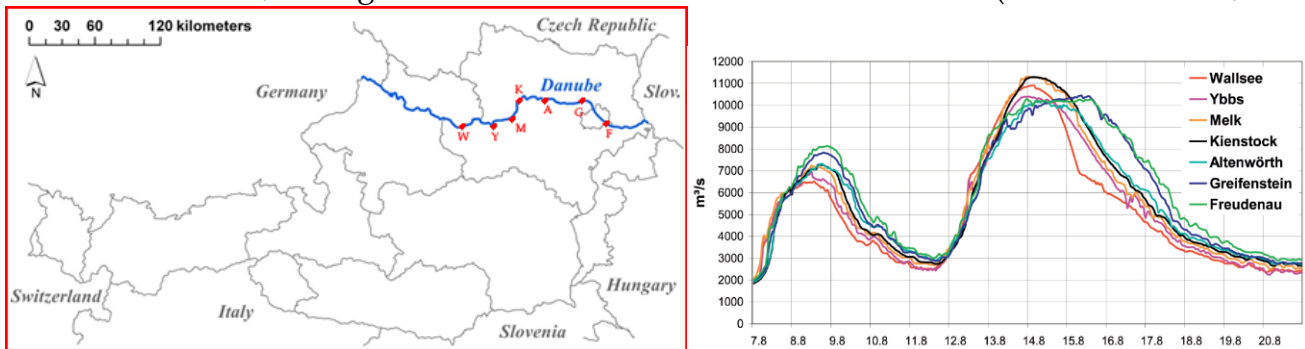 0 30 60 120 kilometers
N
Czech Republic
Germany
Danube
Slov.
K
A
G
W
Y
M
F
Switzerland
Italy
Hungary
Slovenia
12000
11000
10000
9000
8000
7000
6000
5000
4000
3000
2000
1000
0
m³/s
Wallsee
Ybbs
Melk
Kienstock
Altenwörth
Greifenstein
Freudenau
7.8 8.8 9.8 10.8 11.8 12.8 13.8 14.8 15.8 16.8 17.8 18.8 19.8 20.8